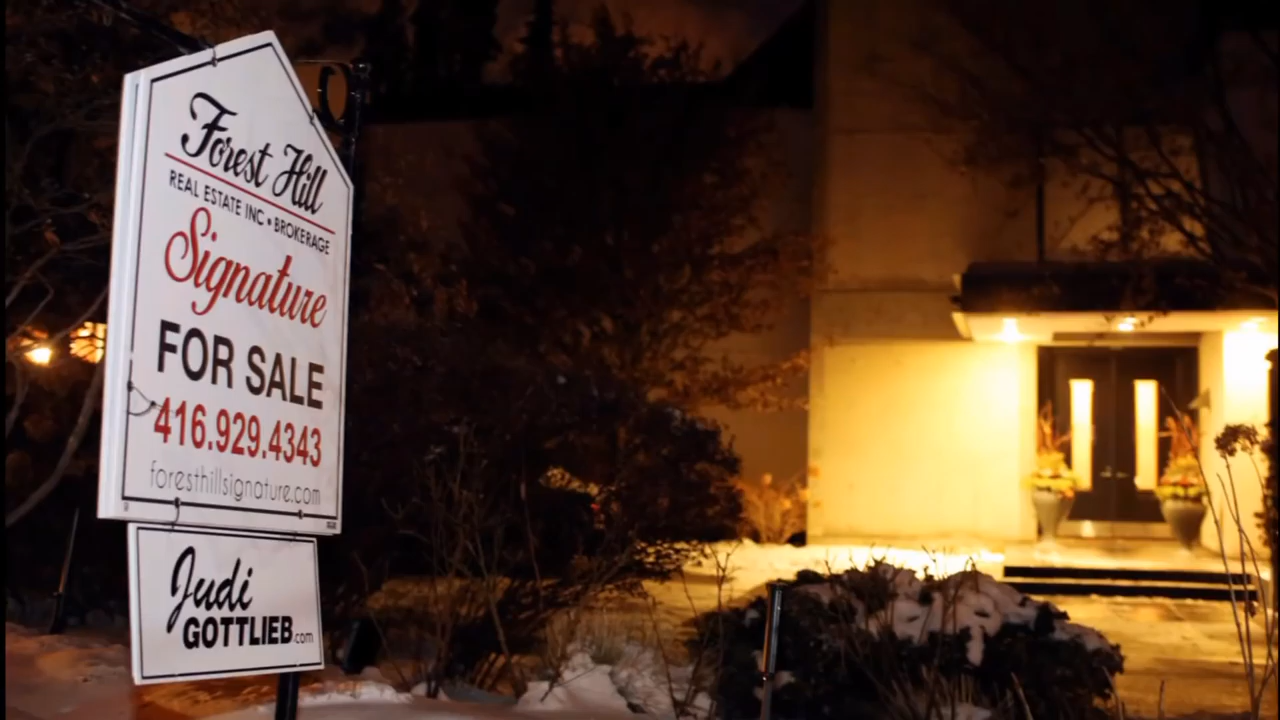 Forest Hill
REAL ESTATE INC • BROKERAGE
Signature
FOR SALE
416.929.4343
foresthillsignature.com
Judi
GOTTLIEB.com